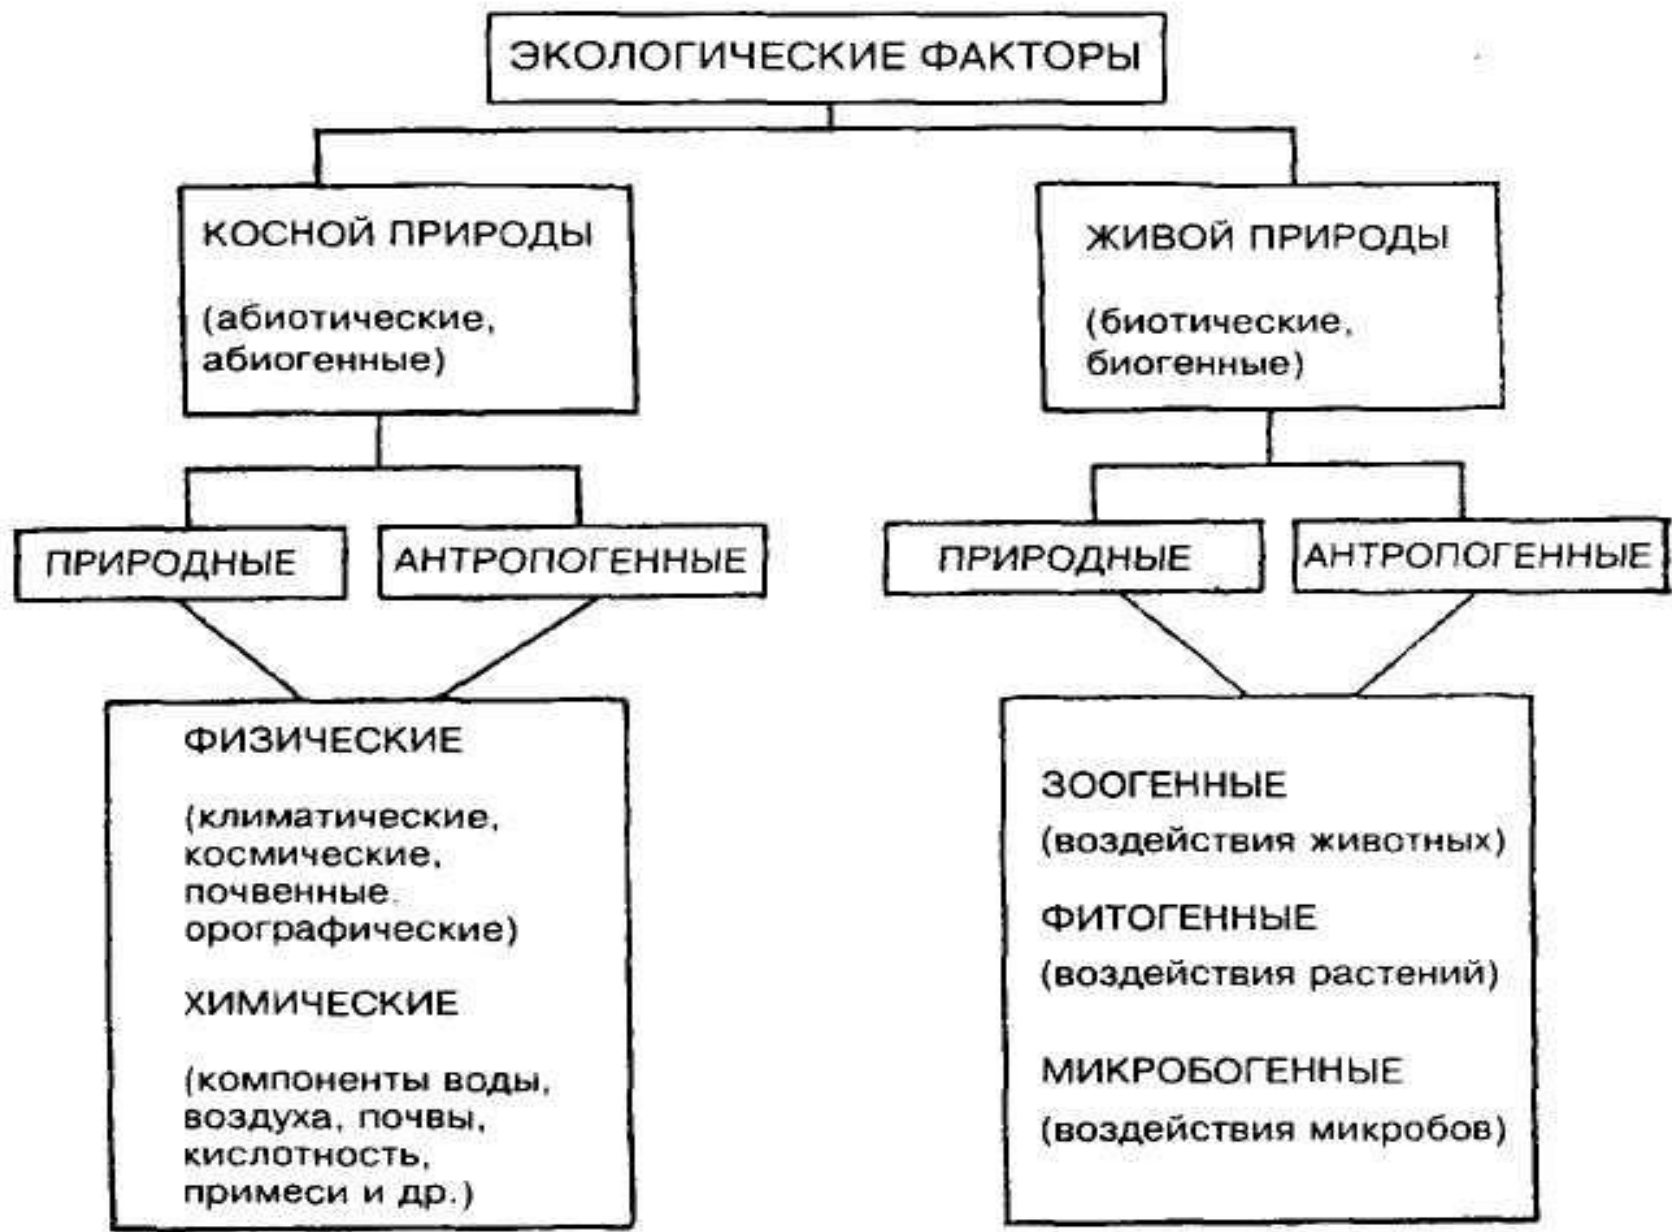 ЭКОЛОГИЧЕСКИЕ ФАКТОРЫ
КОСНОЙ ПРИРОДЫ
(абиотические,
абиогенные)
ЖИВОЙ ПРИРОДЫ
(биотические,
биогенные)
ПРИРОДНЫЕ
АНТРОПОГЕННЫЕ
ПРИРОДНЫЕ
АНТРОПОГЕННЫЕ
ФИЗИЧЕСКИЕ
(климатические,
космические,
почвенные.
орографические)
ХИМИЧЕСКИЕ
(компоненты воды,
воздуха, почвы,
кислотность,
примеси и др.)
ЗООГЕННЫЕ
(воздействия животных)
ФИТОГЕННЫЕ
(воздействия растений)
МИКРОБОГЕННЫЕ
(воздействия микробов)